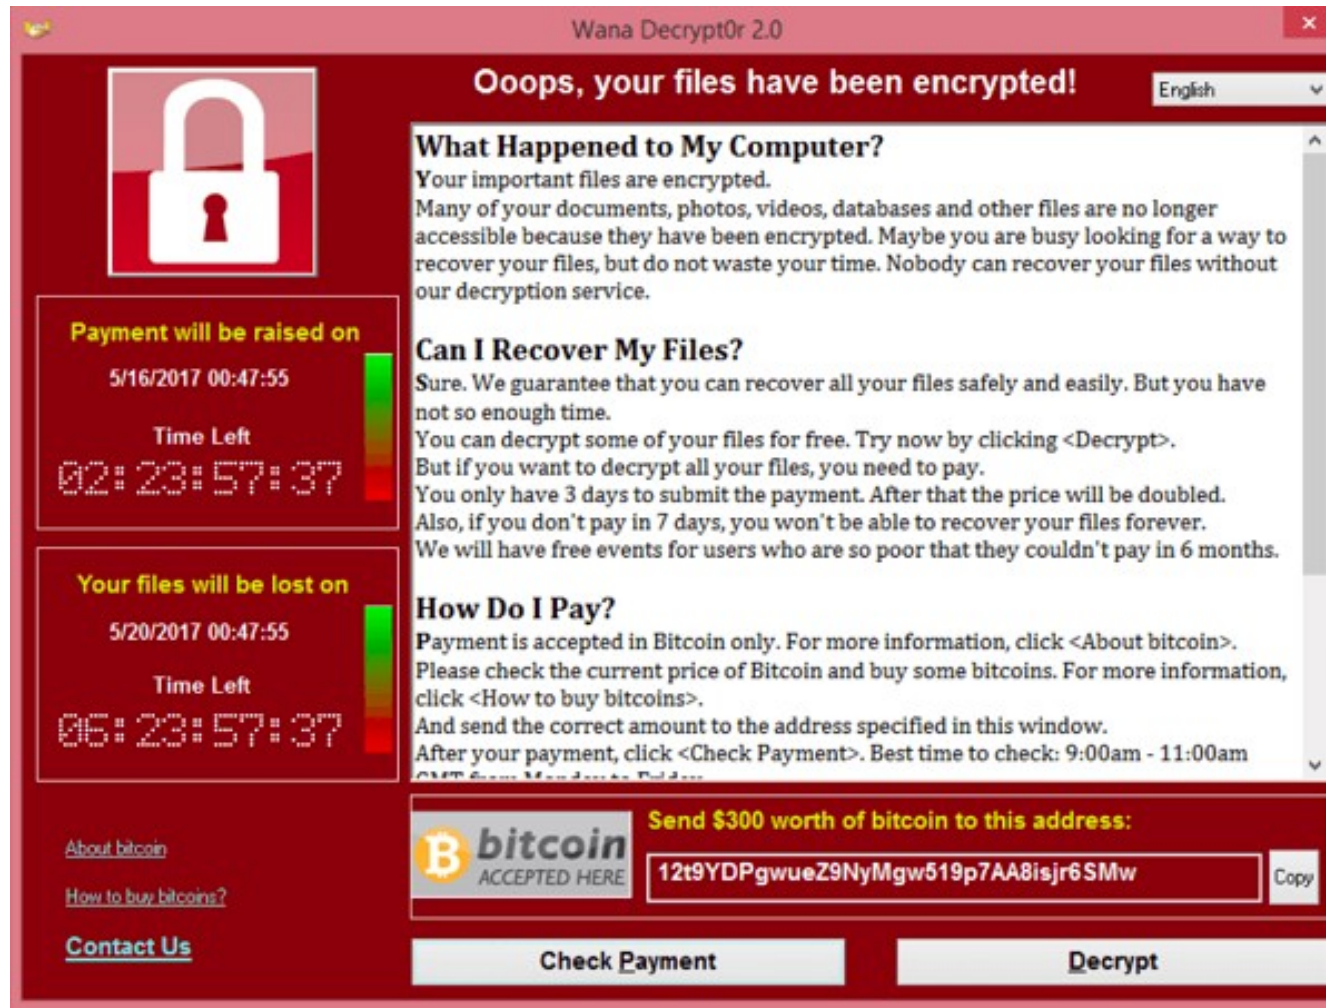 Wana Decrypt0r 2.0
Ooops, your files have been encrypted!
English
What Happened to My Computer?
Your important files are encrypted.
Many of your documents, photos, videos, databases and other files are no longer
accessible because they have been encrypted. Maybe you are busy looking for a way to
recover your files, but do not waste your time. Nobody can recover your files without
our decryption service.
Can I Recover My Files?
Sure. We guarantee that you can recover all your files safely and easily. But you have
not so enough time.
You can decrypt some of your files for free. Try now by clicking <Decrypt>.
But if you want to decrypt all your files, you need to pay.
You only have 3 days to submit the payment. After that the price will be doubled.
Also, if you don't pay in 7 days, you won't be able to recover your files forever.
We will have free events for users who are so poor that they couldn't pay in 6 months.
How Do I Pay?
Payment is accepted in Bitcoin only. For more information, click <About bitcoin>.
Please check the current price of Bitcoin and buy some bitcoins. For more information,
click <How to buy bitcoins>.
And send the correct amount to the address specified in this window.
After your payment, click <Check Payment>. Best time to check: 9:00am - 11:00am
GMT from Monday to Friday.
Payment will be raised on
5/16/2017 00:47:55
Time Left
02:23:57:37
Your files will be lost on
5/20/2017 00:47:55
Time Left
06:23:57:37
About bitcoin
How to buy bitcoins?
Contact Us
bitcoin
ACCEPTED HERE
Send $300 worth of bitcoin to this address:
12t9YDPgwueZ9NyMgw519p7AA8isjr6SMw
Copy
Check Payment
Decrypt